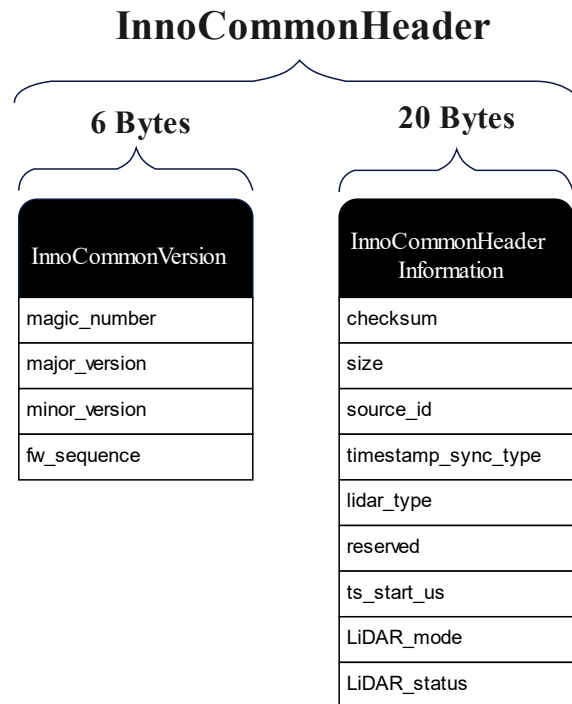 InnoCommonHeader
6 Bytes
20 Bytes
InnoCommonVersion
magic_number
major_version
minor_version
fw_sequence
InnoCommonHeader
Information
checksum
size
source_id
timestamp_sync_type
lidar_type
reserved
ts_start_us
LiDAR_mode
LiDAR_status